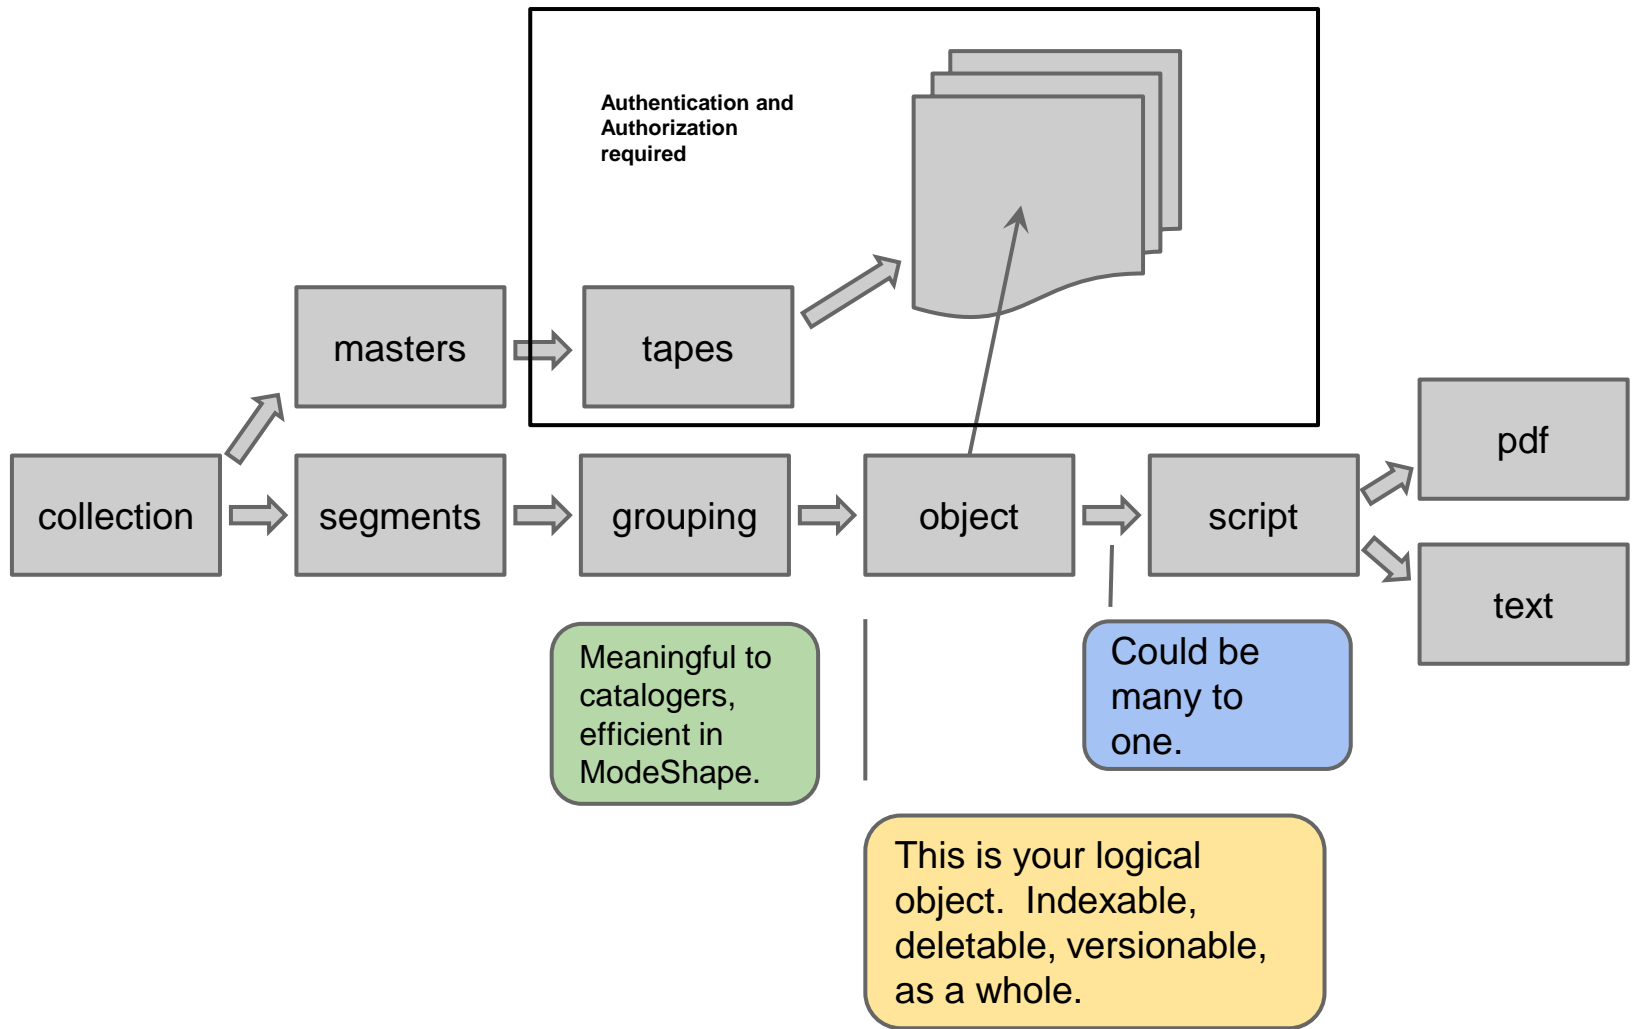 Authentication and
Authorization
required
masters
tapes
collection
segments
grouping
object
script
pdf
text
Meaningful to
catalogers,
efficient in
ModeShape.
Could be
many to
one.
This is your logical
object.  Indexable,
deletable, versionable,
as a whole.